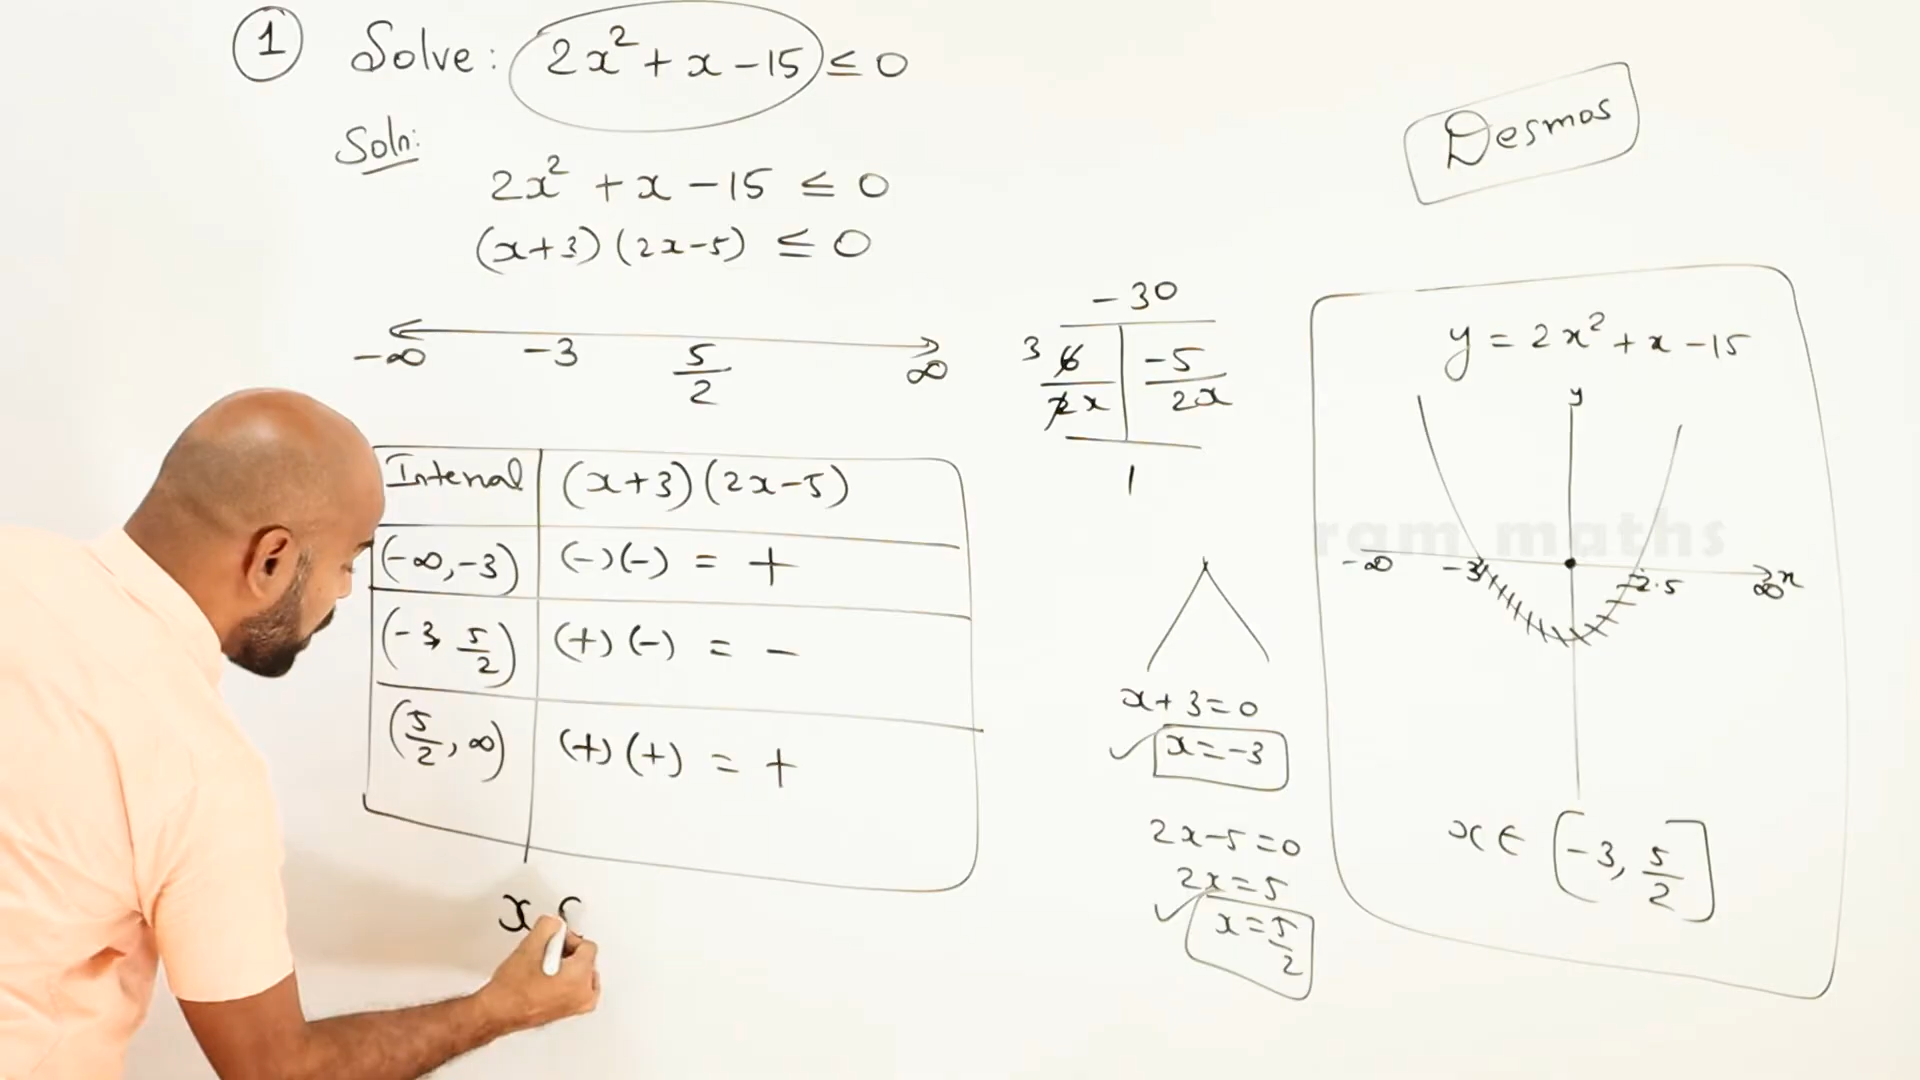 ① Solve: 2x² + x - 15 ≤ 0
Soln:
2x² + x - 15 ≤ 0
(x+3)(2x-5) ≤ 0
-∞ -3 5/2 ∞
Interval (x+3)(2x-5)
(-∞,-3) (-)(-) = +
(-3, 5/2) (+)(-) = -
(5/2, ∞) (+)(+) = +
x ∈
-30
3 6/2x -5/2x
1
x+3=0
✓ x=-3
2x-5=0
2x=5
✓ x=5/2
Desmos
y = 2x² + x - 15
y
-∞ -3 2.5 ∞ x
x ∈ [-3, 5/2]
ram maths